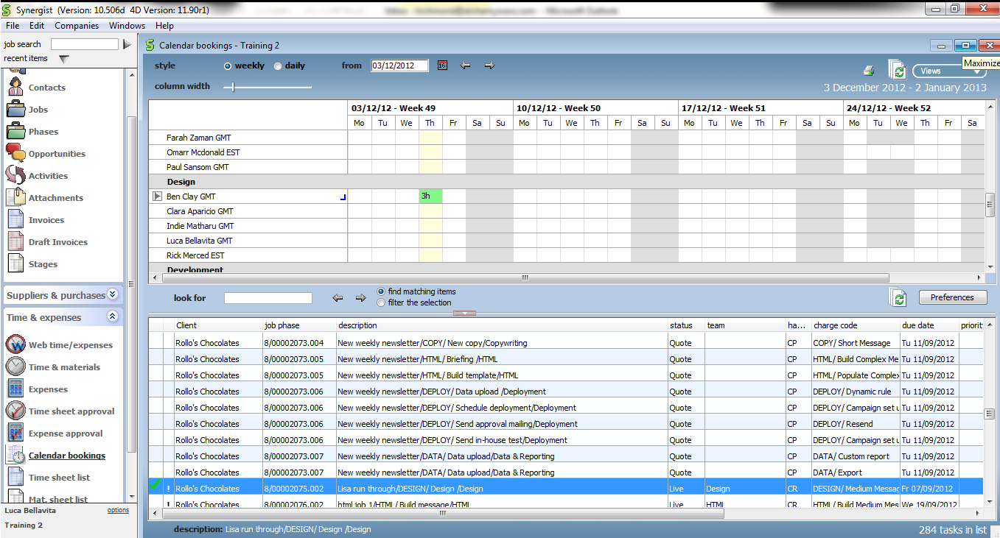 Synergist (Version: 10.506d 4D Version: 11.90r1)
File Edit Companies Windows Help
job search
recent items
Contacts
Jobs
Phases
Opportunities
Activities
Attachments
Invoices
Draft Invoices
Stages
Suppliers & purchases
Time & expenses
Web time/expenses
Time & materials
Expenses
Time sheet approval
Expense approval
Calendar bookings
Time sheet list
Mat. sheet list
Luca Bellavita options
Training 2
Calendar bookings - Training 2
Maximize
style weekly daily from 03/12/2012 Views
column width 3 December 2012 - 2 January 2013
03/12/12 - Week 49 10/12/12 - Week 50 17/12/12 - Week 51 24/12/12 - Week 52
Mo Tu We Th Fr Sa Su Mo Tu We Th Fr Sa Su Mo Tu We Th Fr Sa Su Mo Tu We Th Fr Sa
Farah Zaman GMT
Omarr Mcdonald EST
Paul Sansom GMT
Design
Ben Clay GMT 3h
Clara Aparicio GMT
Indie Matharu GMT
Luca Bellavita GMT
Rick Merced EST
Development
look for find matching items Preferences
filter the selection
Client job phase description status team ha... charge code due date priorit
Rollo's Chocolates 8/00002073.004 New weekly newsletter/COPY/ New copy/Copywriting Quote CP COPY/ Short Message Tu 11/09/2012
Rollo's Chocolates 8/00002073.005 New weekly newsletter/HTML/ Briefing /HTML Quote CP HTML/ Build Complex Me Tu 11/09/2012
Rollo's Chocolates 8/00002073.005 New weekly newsletter/HTML/ Build template/HTML Quote CP HTML/ Populate Complex Tu 11/09/2012
Rollo's Chocolates 8/00002073.006 New weekly newsletter/DEPLOY/ Data upload /Deployment Quote CP DEPLOY/ Dynamic rule Tu 11/09/2012
Rollo's Chocolates 8/00002073.006 New weekly newsletter/DEPLOY/ Schedule deployment/Deployment Quote CP DEPLOY/ Campaign set u Tu 11/09/2012
Rollo's Chocolates 8/00002073.006 New weekly newsletter/DEPLOY/ Send approval mailing/Deployment Quote CP DEPLOY/ Resend Tu 11/09/2012
Rollo's Chocolates 8/00002073.006 New weekly newsletter/DEPLOY/ Send in-house test/Deployment Quote CP DEPLOY/ Campaign set u Tu 11/09/2012
Rollo's Chocolates 8/00002073.007 New weekly newsletter/DATA/ Data upload/Data & Reporting Quote CP DATA/ Custom report Tu 11/09/2012
Rollo's Chocolates 8/00002073.007 New weekly newsletter/DATA/ Data upload/Data & Reporting Quote CP DATA/ Export Tu 11/09/2012
! Rollo's Chocolates 8/00002075.002 Lisa run through/DESIGN/ Design /Design Live Design CR DESIGN/ Medium Messag Fr 07/09/2012
! Rollo's Chocolates 8/00002076.002 html job 1/HTML/ Build message/HTML Live HTML CR HTML/ Build Medium Mes We 19/09/2012
description: Lisa run through/DESIGN/ Design /Design 284 tasks in list